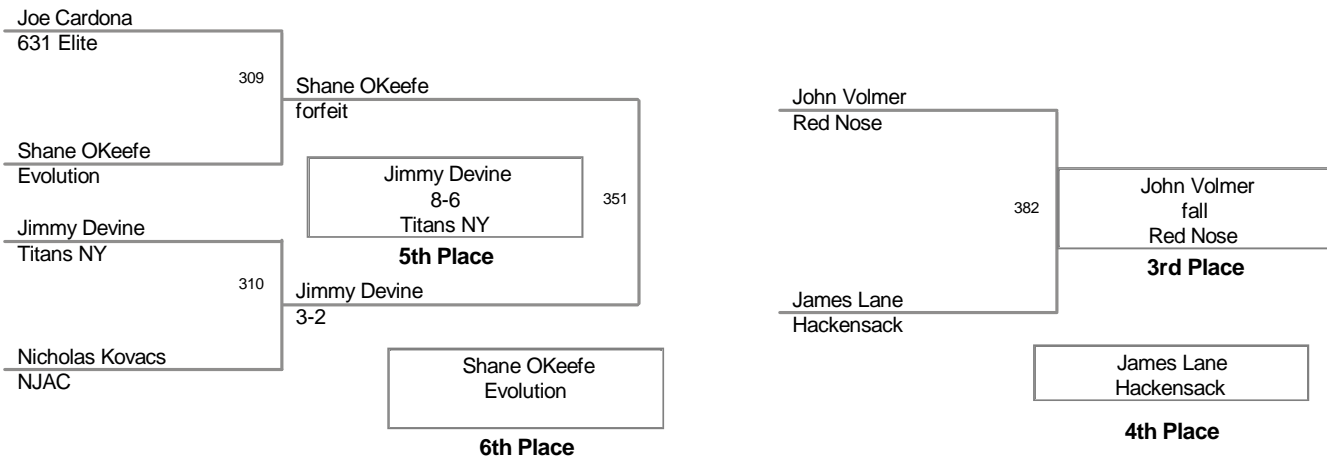 Joe Cardona
631 Elite
309
Shane OKeefe
forfeit
Shane OKeefe
Evolution
Jimmy Devine
8-6
Titans NY
5th Place
351
Jimmy Devine
Titans NY
310
Jimmy Devine
3-2
Nicholas Kovacs
NJAC
Shane OKeefe
Evolution
6th Place
John Volmer
Red Nose
382
John Volmer
fall
Red Nose
3rd Place
James Lane
Hackensack
James Lane
Hackensack
4th Place